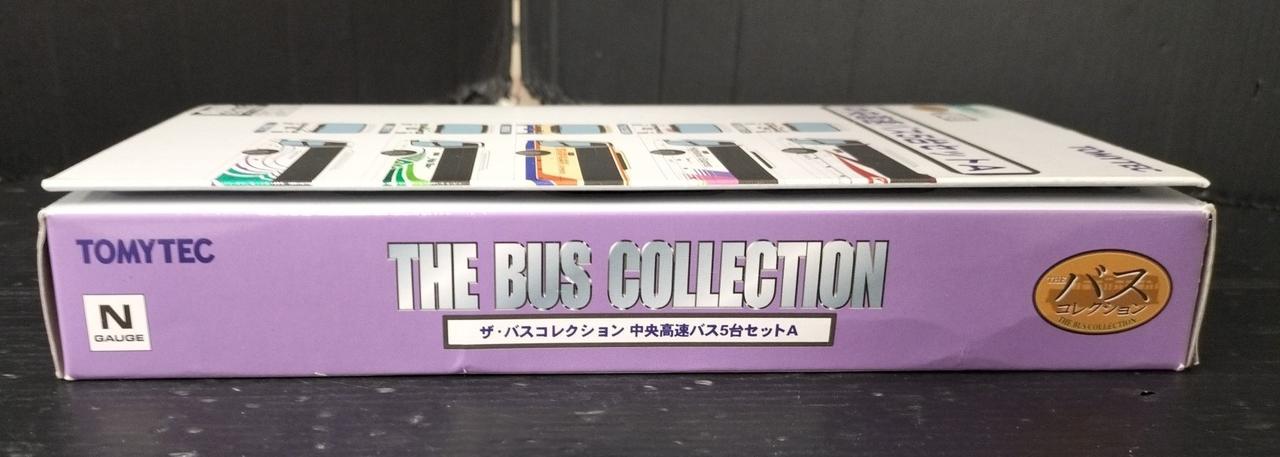 TOMYTEC
TOMYTEC
N
GAUGE
THE BUS COLLECTION
ザ・バスコレクション 中央高速バス5台セットA
THE
バス
コレクション
THE BUS COLLECTION